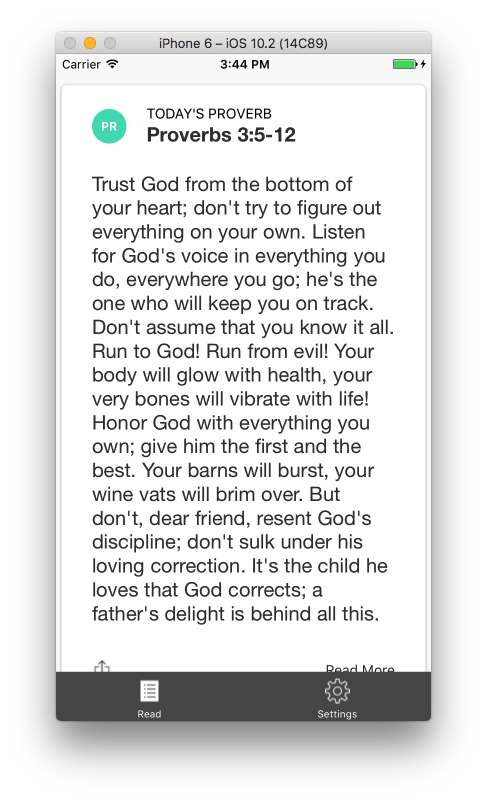 iPhone 6 – iOS 10.2 (14C89)
Carrier 3:44 PM
TODAY'S PROVERB
PR
Proverbs 3:5-12
Trust God from the bottom of
your heart; don't try to figure out
everything on your own. Listen
for God's voice in everything you
do, everywhere you go; he's the
one who will keep you on track.
Don't assume that you know it all.
Run to God! Run from evil! Your
body will glow with health, your
very bones will vibrate with life!
Honor God with everything you
own; give him the first and the
best. Your barns will burst, your
wine vats will brim over. But
don't, dear friend, resent God's
discipline; don't sulk under his
loving correction. It's the child he
loves that God corrects; a
father's delight is behind all this.
Read More
Read Settings